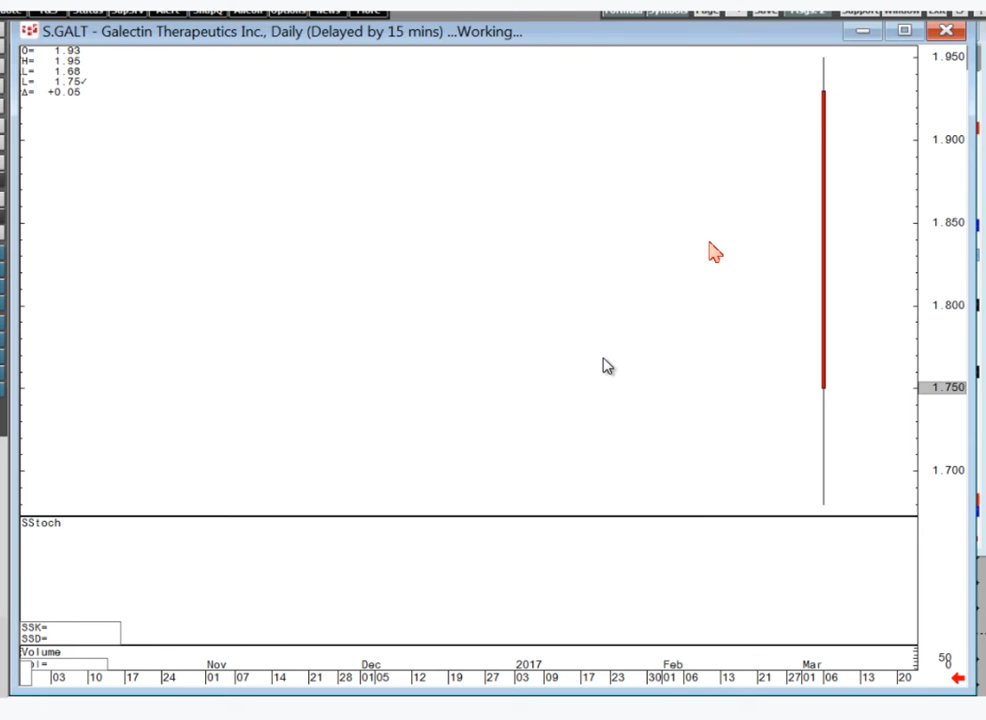 S.GALT - Galectin Therapeutics Inc., Daily (Delayed by 15 mins) ...Working...
O= 1.93
H= 1.95
L= 1.68
L= 1.75✓
Δ= +0.05
1.950
1.900
1.850
1.800
1.750
1.700
SStoch
SSK=
SSD=
Volume
50
0
Nov Dec 2017 Feb Mar
03 10 17 24 01 07 14 21 28 01 05 12 19 27 03 09 17 23 30 01 06 13 21 27 01 06 13 20